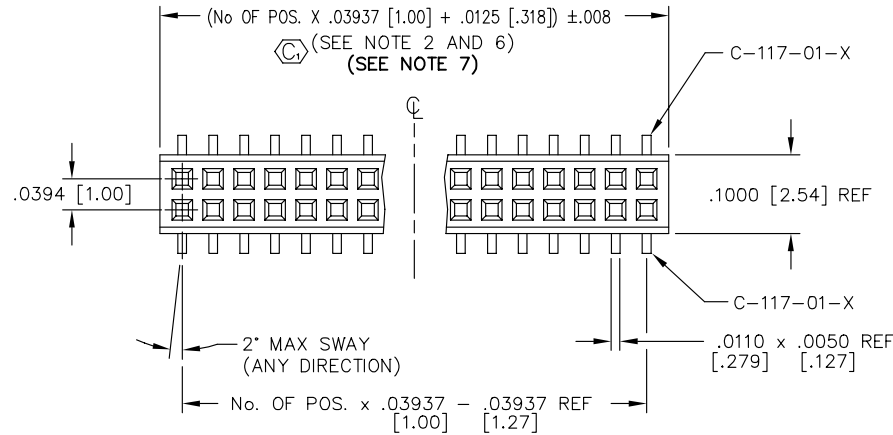 (No OF POS. X .03937 [1.00] + .0125 [.318]) ±.008
C1 (SEE NOTE 2 AND 6)
(SEE NOTE 7)
C-117-01-X
℄
.0394 [1.00]
.1000 [2.54] REF
C-117-01-X
2° MAX SWAY
(ANY DIRECTION)
.0110 x .0050 REF
[.279] [.127]
No. OF POS. x .03937 - .03937 REF
[1.00] [1.27]